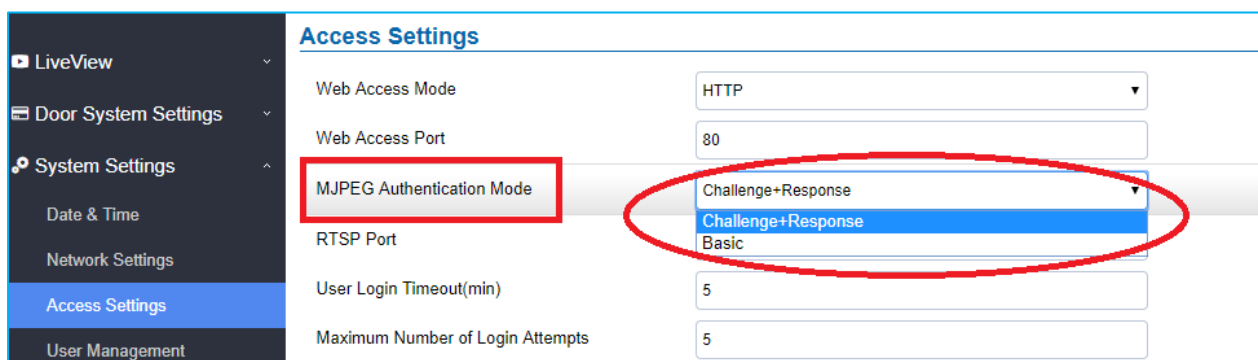 Access Settings
LiveView
Door System Settings
System Settings
Date & Time
Network Settings
Access Settings
User Management
Web Access Mode
HTTP
Web Access Port
80
MJPEG Authentication Mode
Challenge+Response
Challenge+Response
Basic
RTSP Port
User Login Timeout(min)
5
Maximum Number of Login Attempts
5